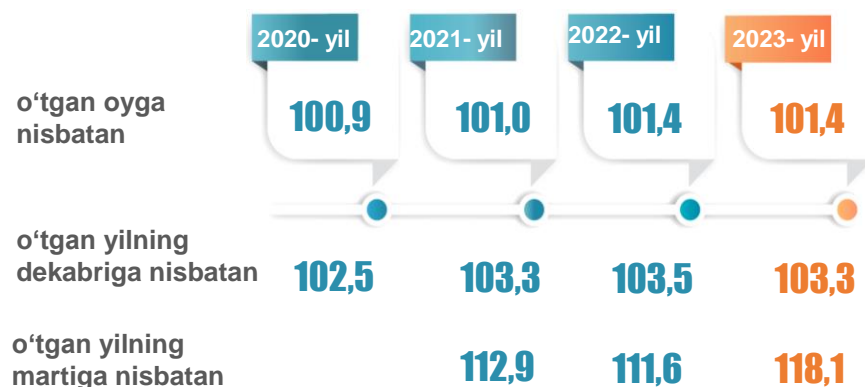 2020- yil 2021- yil 2022- yil 2023- yil
o‘tgan oyga
nisbatan
100,9 101,0 101,4 101,4
o‘tgan yilning
dekabriga nisbatan
102,5 103,3 103,5 103,3
o‘tgan yilning
martiga nisbatan
112,9 111,6 118,1